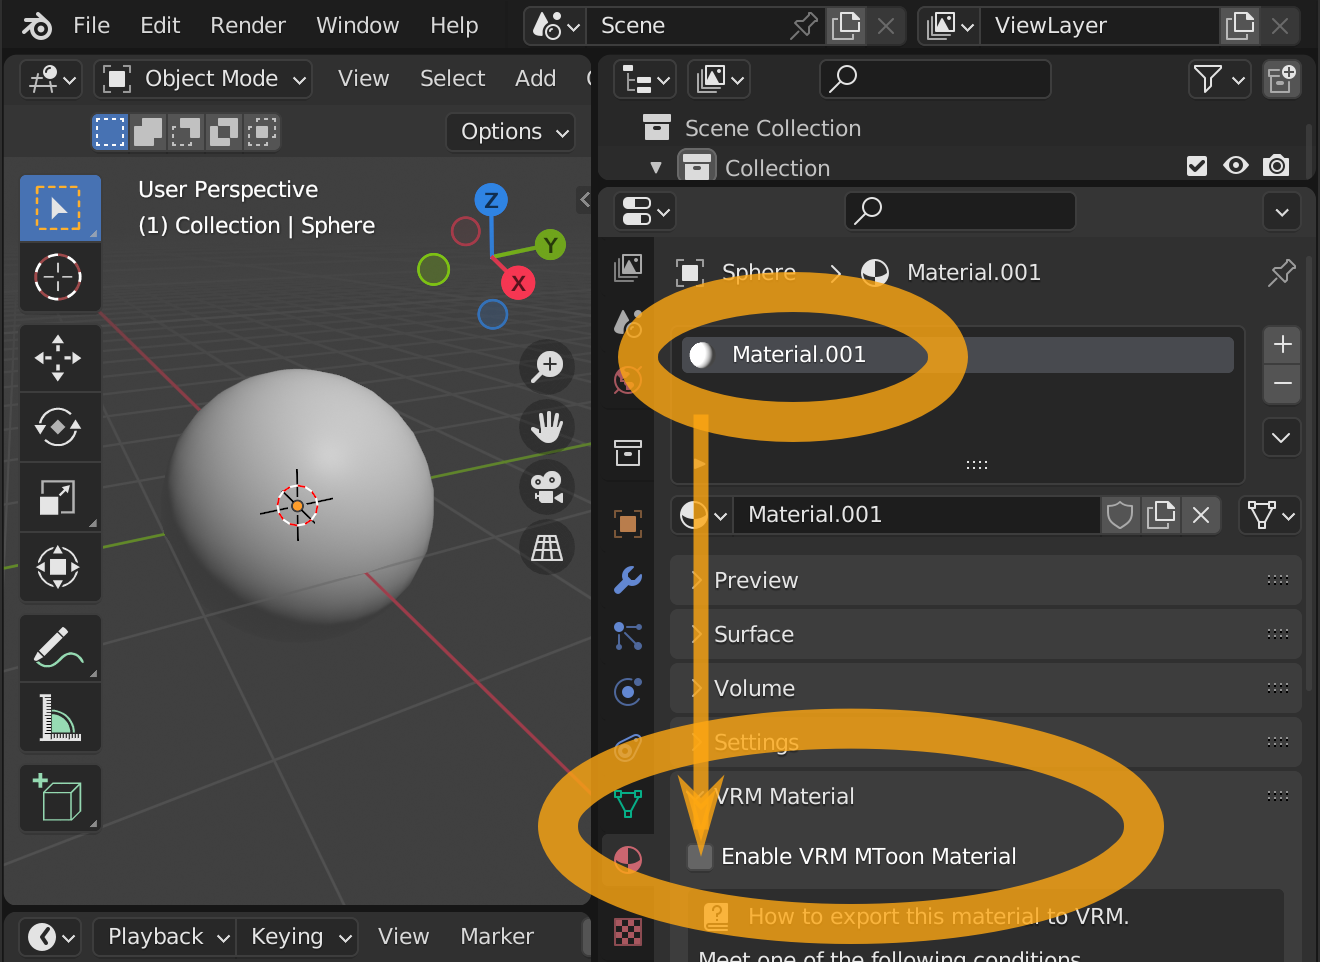 File Edit Render Window Help Scene ViewLayer
Object Mode View Select Add
Options
Scene Collection
Collection
User Perspective
(1) Collection | Sphere
Z
Y
X
Sphere Material.001
Material.001
Material.001
Preview
Surface
Volume
Settings
VRM Material
Enable VRM MToon Material
How to export this material to VRM.
Meet one of the following conditions
Playback Keying View Marker